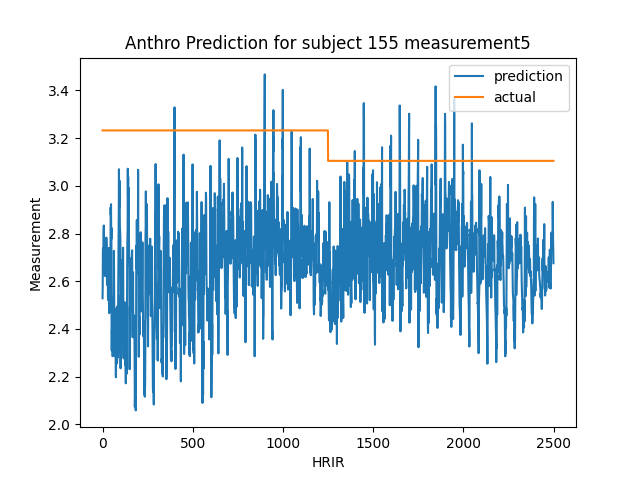 Anthro Prediction for subject 155 measurement5
prediction
actual
3.4
3.2
3.0
2.8
2.6
2.4
2.2
2.0
Measurement
0
500
1000
1500
2000
2500
HRIR